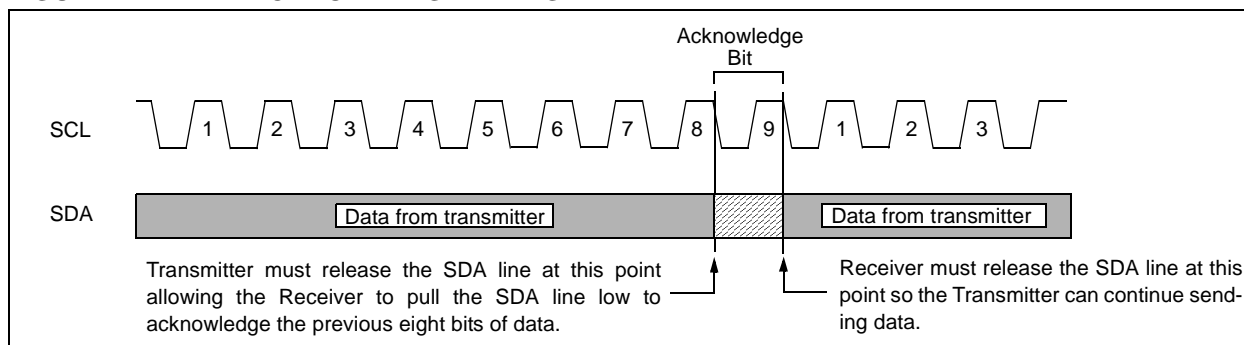 Acknowledge
Bit
SCL 1 2 3 4 5 6 7 8 9 1 2 3
SDA Data from transmitter Data from transmitter
Transmitter must release the SDA line at this point
allowing the Receiver to pull the SDA line low to
acknowledge the previous eight bits of data.
Receiver must release the SDA line at this
point so the Transmitter can continue send-
ing data.